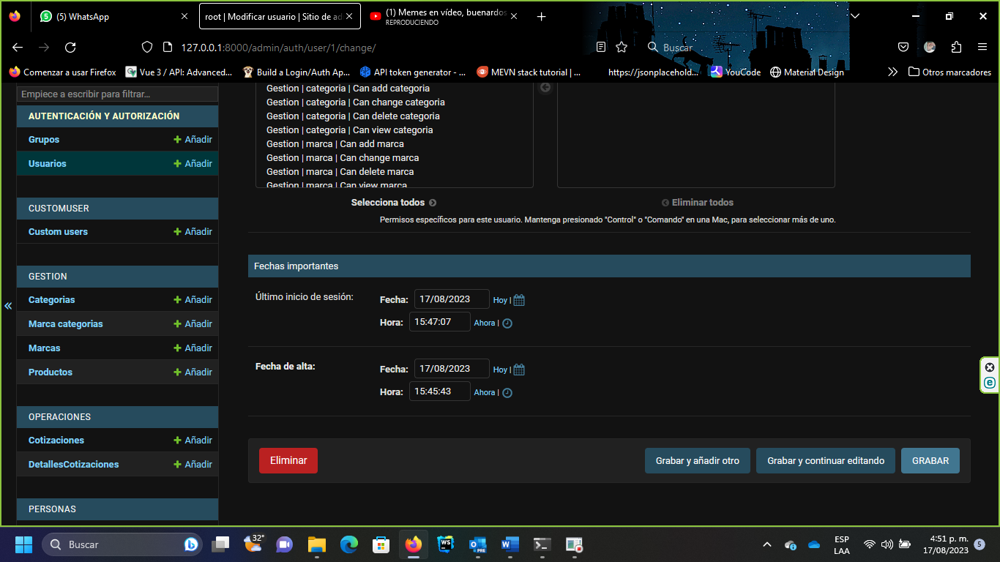 (5) WhatsApp
root | Modificar usuario | Sitio de ad
(1) Memes en vídeo, buenardos
REPRODUCIENDO
127.0.0.1:8000/admin/auth/user/1/change/
Buscar
Comenzar a usar Firefox
Vue 3 / API: Advanced...
Build a Login/Auth Ap...
API token generator - ...
MEVN stack tutorial | ...
https://jsonplacehold...
YouCode
Material Design
Otros marcadores
Empiece a escribir para filtrar...
AUTENTICACIÓN Y AUTORIZACIÓN
Grupos + Añadir
Usuarios + Añadir
CUSTOMUSER
Custom users + Añadir
GESTION
Categorias + Añadir
Marca categorias + Añadir
Marcas + Añadir
Productos + Añadir
OPERACIONES
Cotizaciones + Añadir
DetallesCotizaciones + Añadir
PERSONAS
Gestion | categoria | Can add categoria
Gestion | categoria | Can change categoria
Gestion | categoria | Can delete categoria
Gestion | categoria | Can view categoria
Gestion | marca | Can add marca
Gestion | marca | Can change marca
Gestion | marca | Can delete marca
Gestion | marca | Can view marca
Selecciona todos
Eliminar todos
Permisos específicos para este usuario. Mantenga presionado "Control" o "Comando" en una Mac, para seleccionar más de uno.
Fechas importantes
Último inicio de sesión:
Fecha: 17/08/2023 Hoy |
Hora: 15:47:07 Ahora |
Fecha de alta:
Fecha: 17/08/2023 Hoy |
Hora: 15:45:43 Ahora |
Eliminar
Grabar y añadir otro
Grabar y continuar editando
GRABAR
Buscar
32°
WS
PRE
ESP
LAA
4:51 p. m.
17/08/2023
5